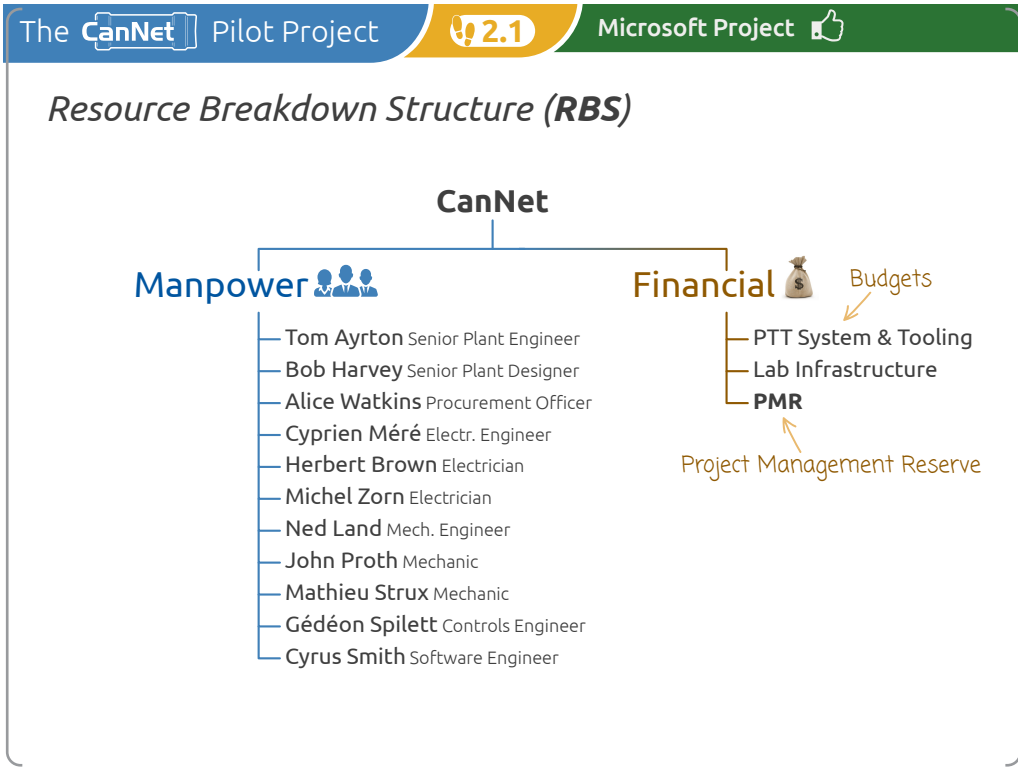 The CanNet Pilot Project
2.1
Microsoft Project
Resource Breakdown Structure (RBS)
CanNet
Manpower
Financial
$
Budgets
Tom Ayrton Senior Plant Engineer
Bob Harvey Senior Plant Designer
Alice Watkins Procurement Officer
Cyprien Méré Electr. Engineer
Herbert Brown Electrician
Michel Zorn Electrician
Ned Land Mech. Engineer
John Proth Mechanic
Mathieu Strux Mechanic
Gédéon Spilett Controls Engineer
Cyrus Smith Software Engineer
PTT System & Tooling
Lab Infrastructure
PMR
Project Management Reserve